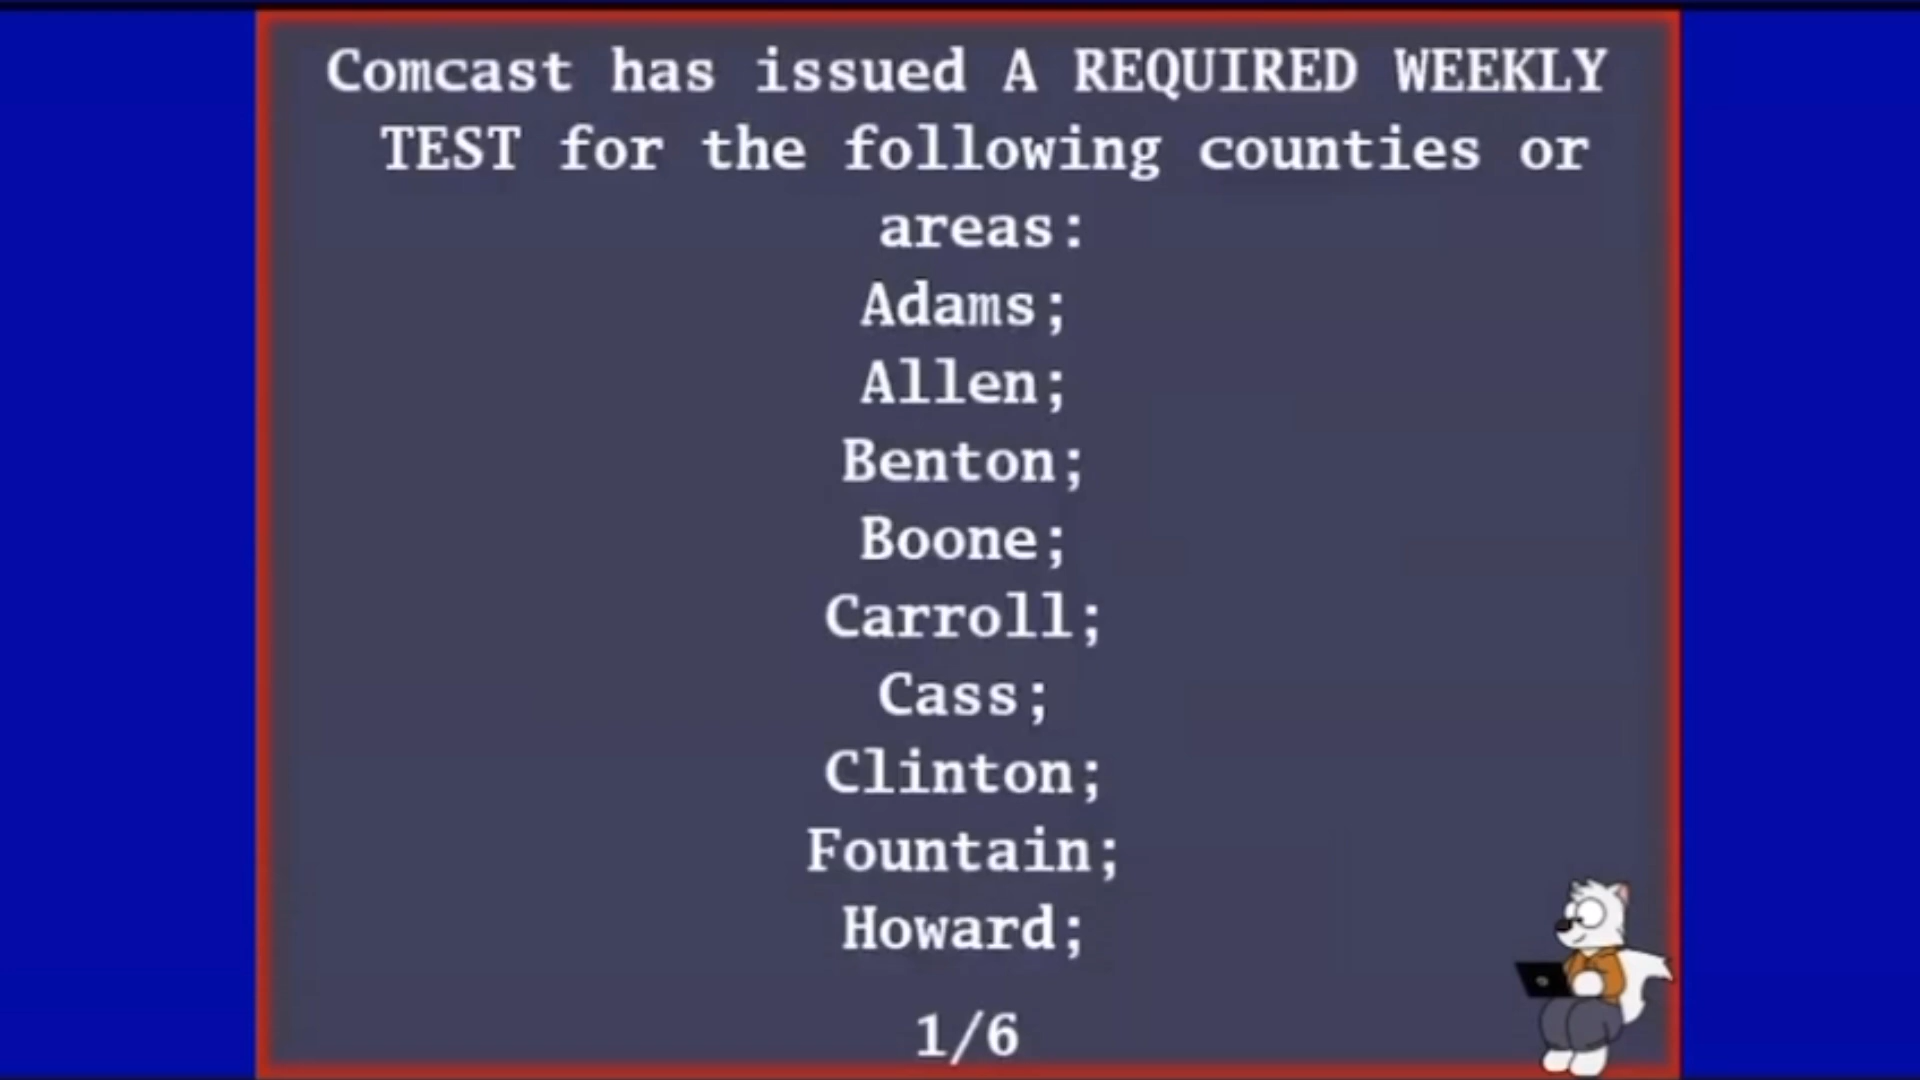 Comcast has issued A REQUIRED WEEKLY
TEST for the following counties or
areas:
Adams;
Allen;
Benton;
Boone;
Carroll;
Cass;
Clinton;
Fountain;
Howard;
1/6